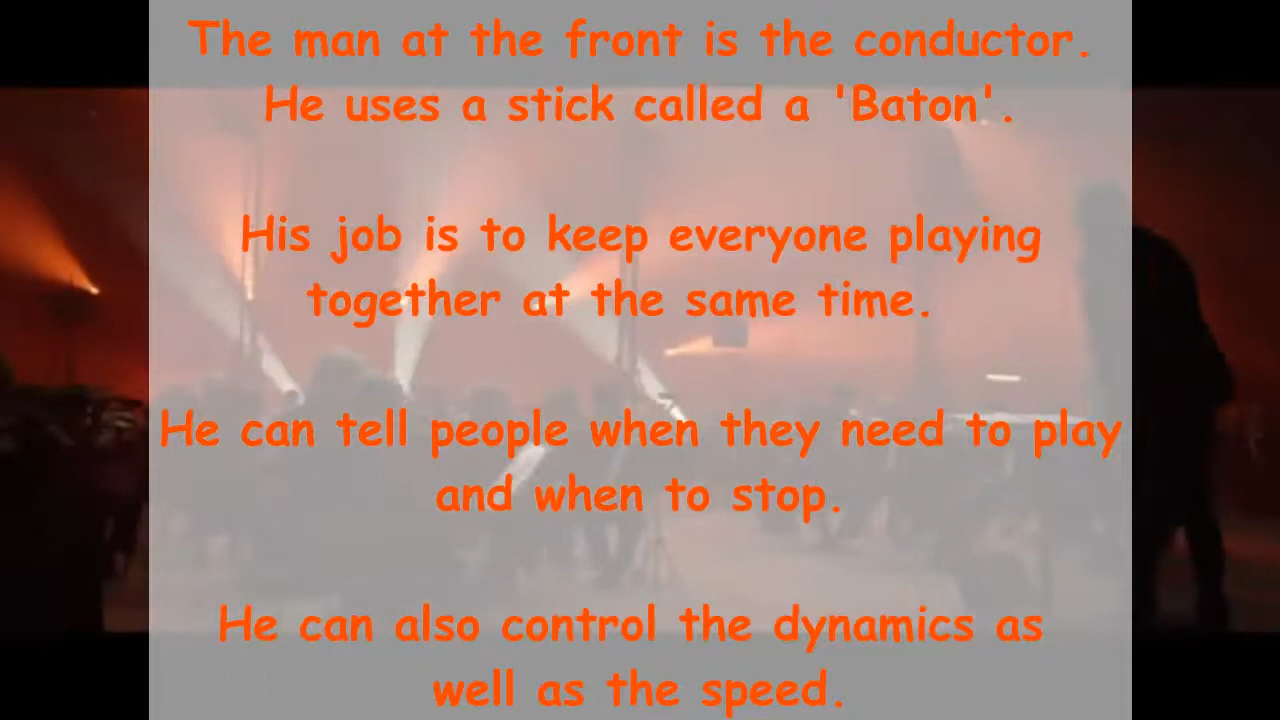 The man at the front is the conductor.
He uses a stick called a 'Baton'.
His job is to keep everyone playing
together at the same time.
He can tell people when they need to play
and when to stop.
He can also control the dynamics as
well as the speed.